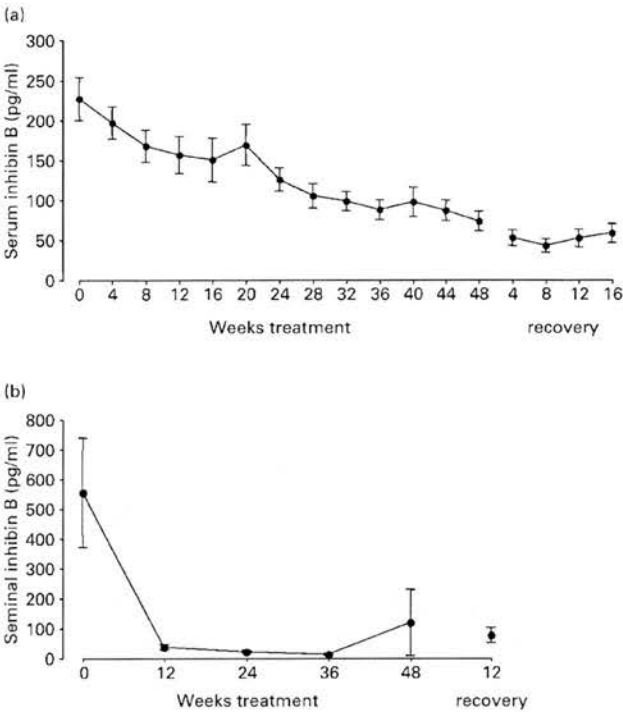 (a)
300
250
200
150
100
50
0
Serum inhibin B (pg/ml)
0 4 8 12 16 20 24 28 32 36 40 44 48 4 8 12 16
Weeks treatment recovery
(b)
800
700
600
500
400
300
200
100
0
Seminal inhibin B (pg/ml)
0 12 24 36 48 12
Weeks treatment recovery